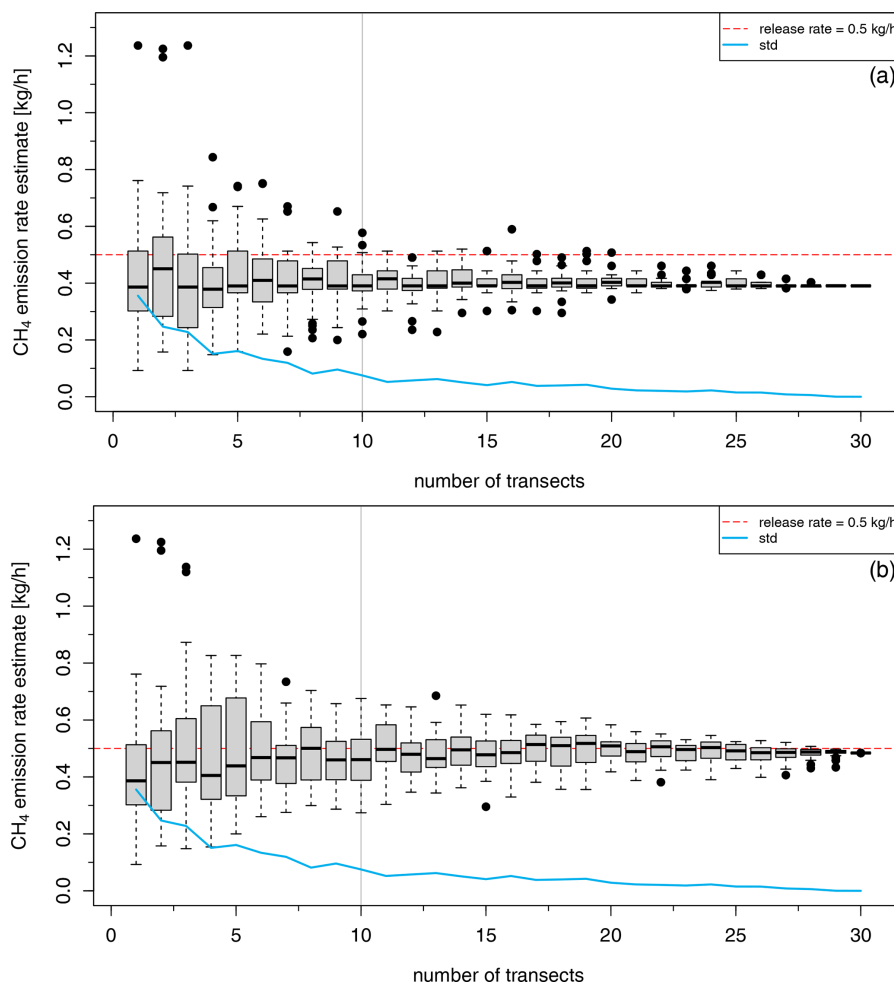 release rate = 0.5 kg/h
std
(a)
CH₄ emission rate estimate [kg/h]
1.2
1.0
0.8
0.6
0.4
0.2
0.0
0 5 10 15 20 25 30
number of transects
release rate = 0.5 kg/h
std
(b)
CH₄ emission rate estimate [kg/h]
1.2
1.0
0.8
0.6
0.4
0.2
0.0
0 5 10 15 20 25 30
number of transects